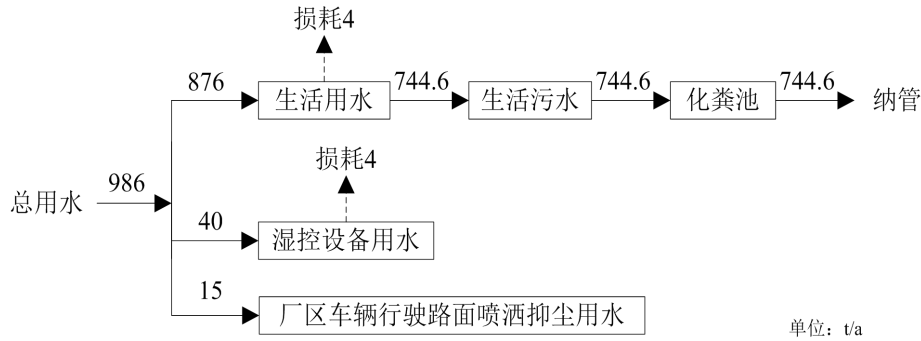 损耗4
876
生活用水
744.6
生活污水
744.6
化粪池
744.6
纳管
总用水
986
损耗4
40
湿控设备用水
15
厂区车辆行驶路面喷洒抑尘用水
单位：t/a